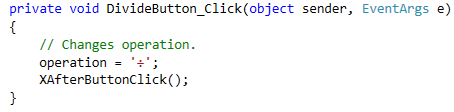 private void DivideButton_Click(object sender, EventArgs e)
{
    // Changes operation.
    operation = '÷';
    XAfterButtonClick();
}